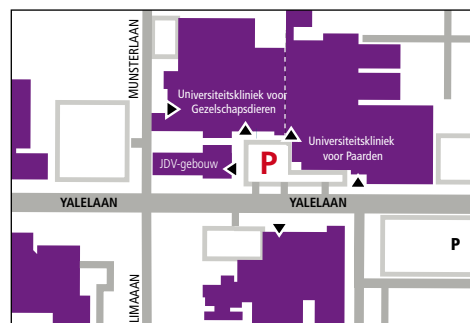 MUNSTERLAAN
Universiteitskliniek voor
Gezelschapsdieren
Universiteitskliniek
voor Paarden
JDV-gebouw
P
YALELAAN
YALELAAN
P
LIMAAAN